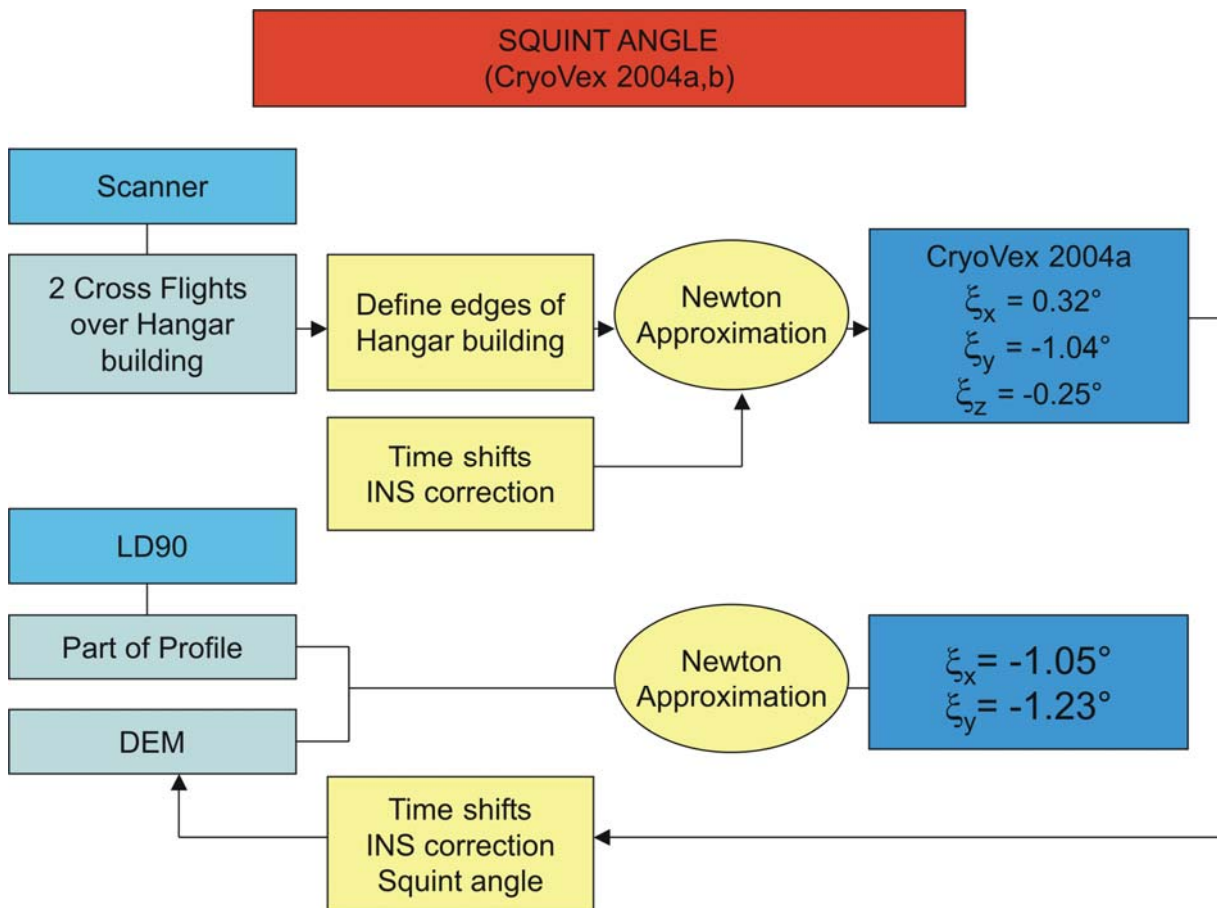 SQUINT ANGLE
(CryoVex 2004a,b)
Scanner
2 Cross Flights
over Hangar
building
Define edges of
Hangar building
Newton
Approximation
CryoVex 2004a
ξx = 0.32°
ξy = -1.04°
ξz = -0.25°
Time shifts
INS correction
LD90
Part of Profile
DEM
Newton
Approximation
ξx= -1.05°
ξy= -1.23°
Time shifts
INS correction
Squint angle